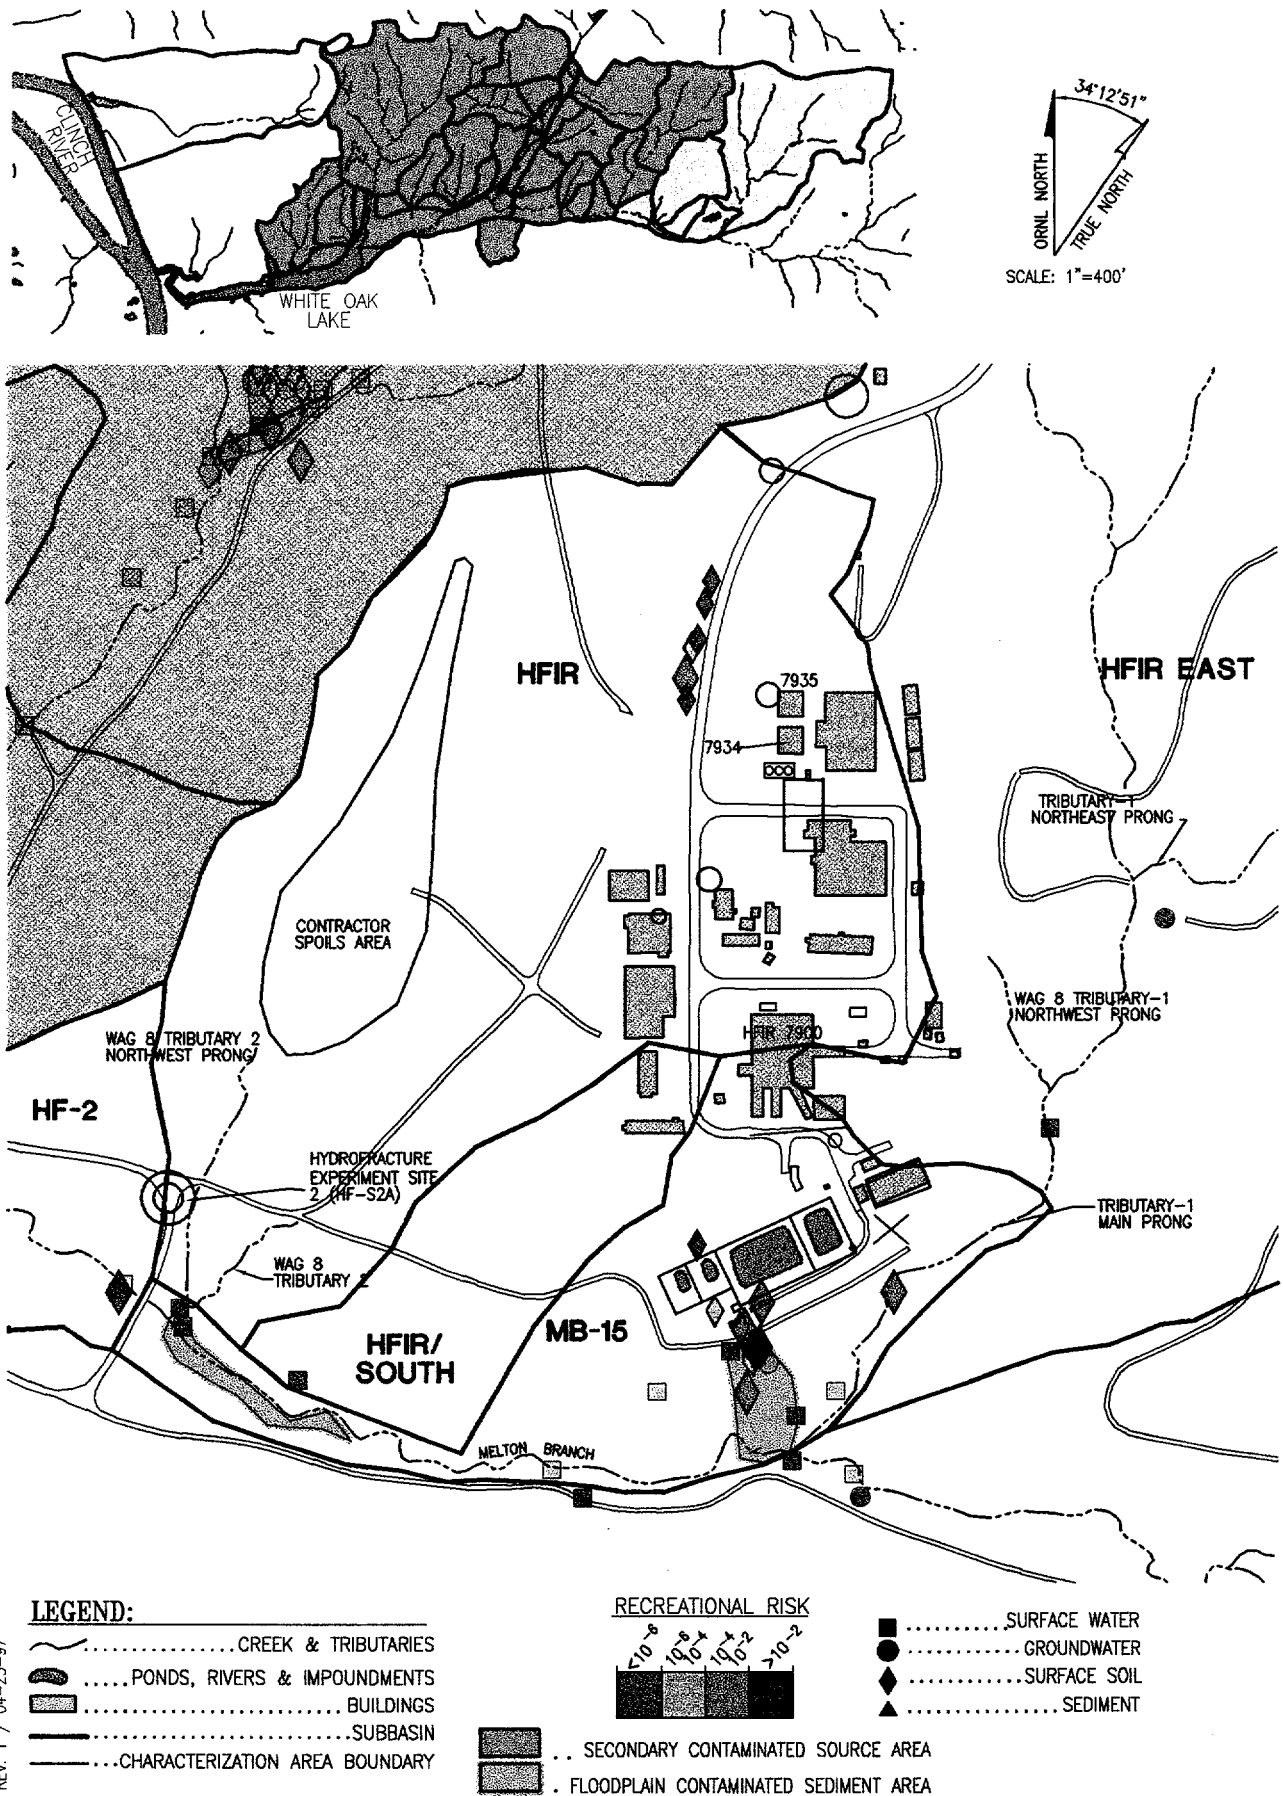 CLINCH
RIVER
WHITE OAK
LAKE
34°12'51"
ORNL NORTH
TRUE NORTH
SCALE: 1"=400'
HFIR
HFIR EAST
7935
7934
TRIBUTARY-1
NORTHEAST PRONG
CONTRACTOR
SPOILS AREA
WAG 8 TRIBUTARY-1
NORTHWEST PRONG
WAG 8 TRIBUTARY 2
NORTHWEST PRONG
HFIR 7900
HF-2
HYDROFRACTURE
EXPERIMENT SITE
2 (HF-S2A)
TRIBUTARY-1
MAIN PRONG
WAG 8
TRIBUTARY 2
HFIR/
SOUTH
MB-15
MELTON BRANCH
LEGEND:
CREEK & TRIBUTARIES
PONDS, RIVERS & IMPOUNDMENTS
BUILDINGS
SUBBASIN
CHARACTERIZATION AREA BOUNDARY
RECREATIONAL RISK
<10-6
10-6 10-4
10-4 10-2
>10-2
SURFACE WATER
GROUNDWATER
SURFACE SOIL
SEDIMENT
SECONDARY CONTAMINATED SOURCE AREA
FLOODPLAIN CONTAMINATED SEDIMENT AREA